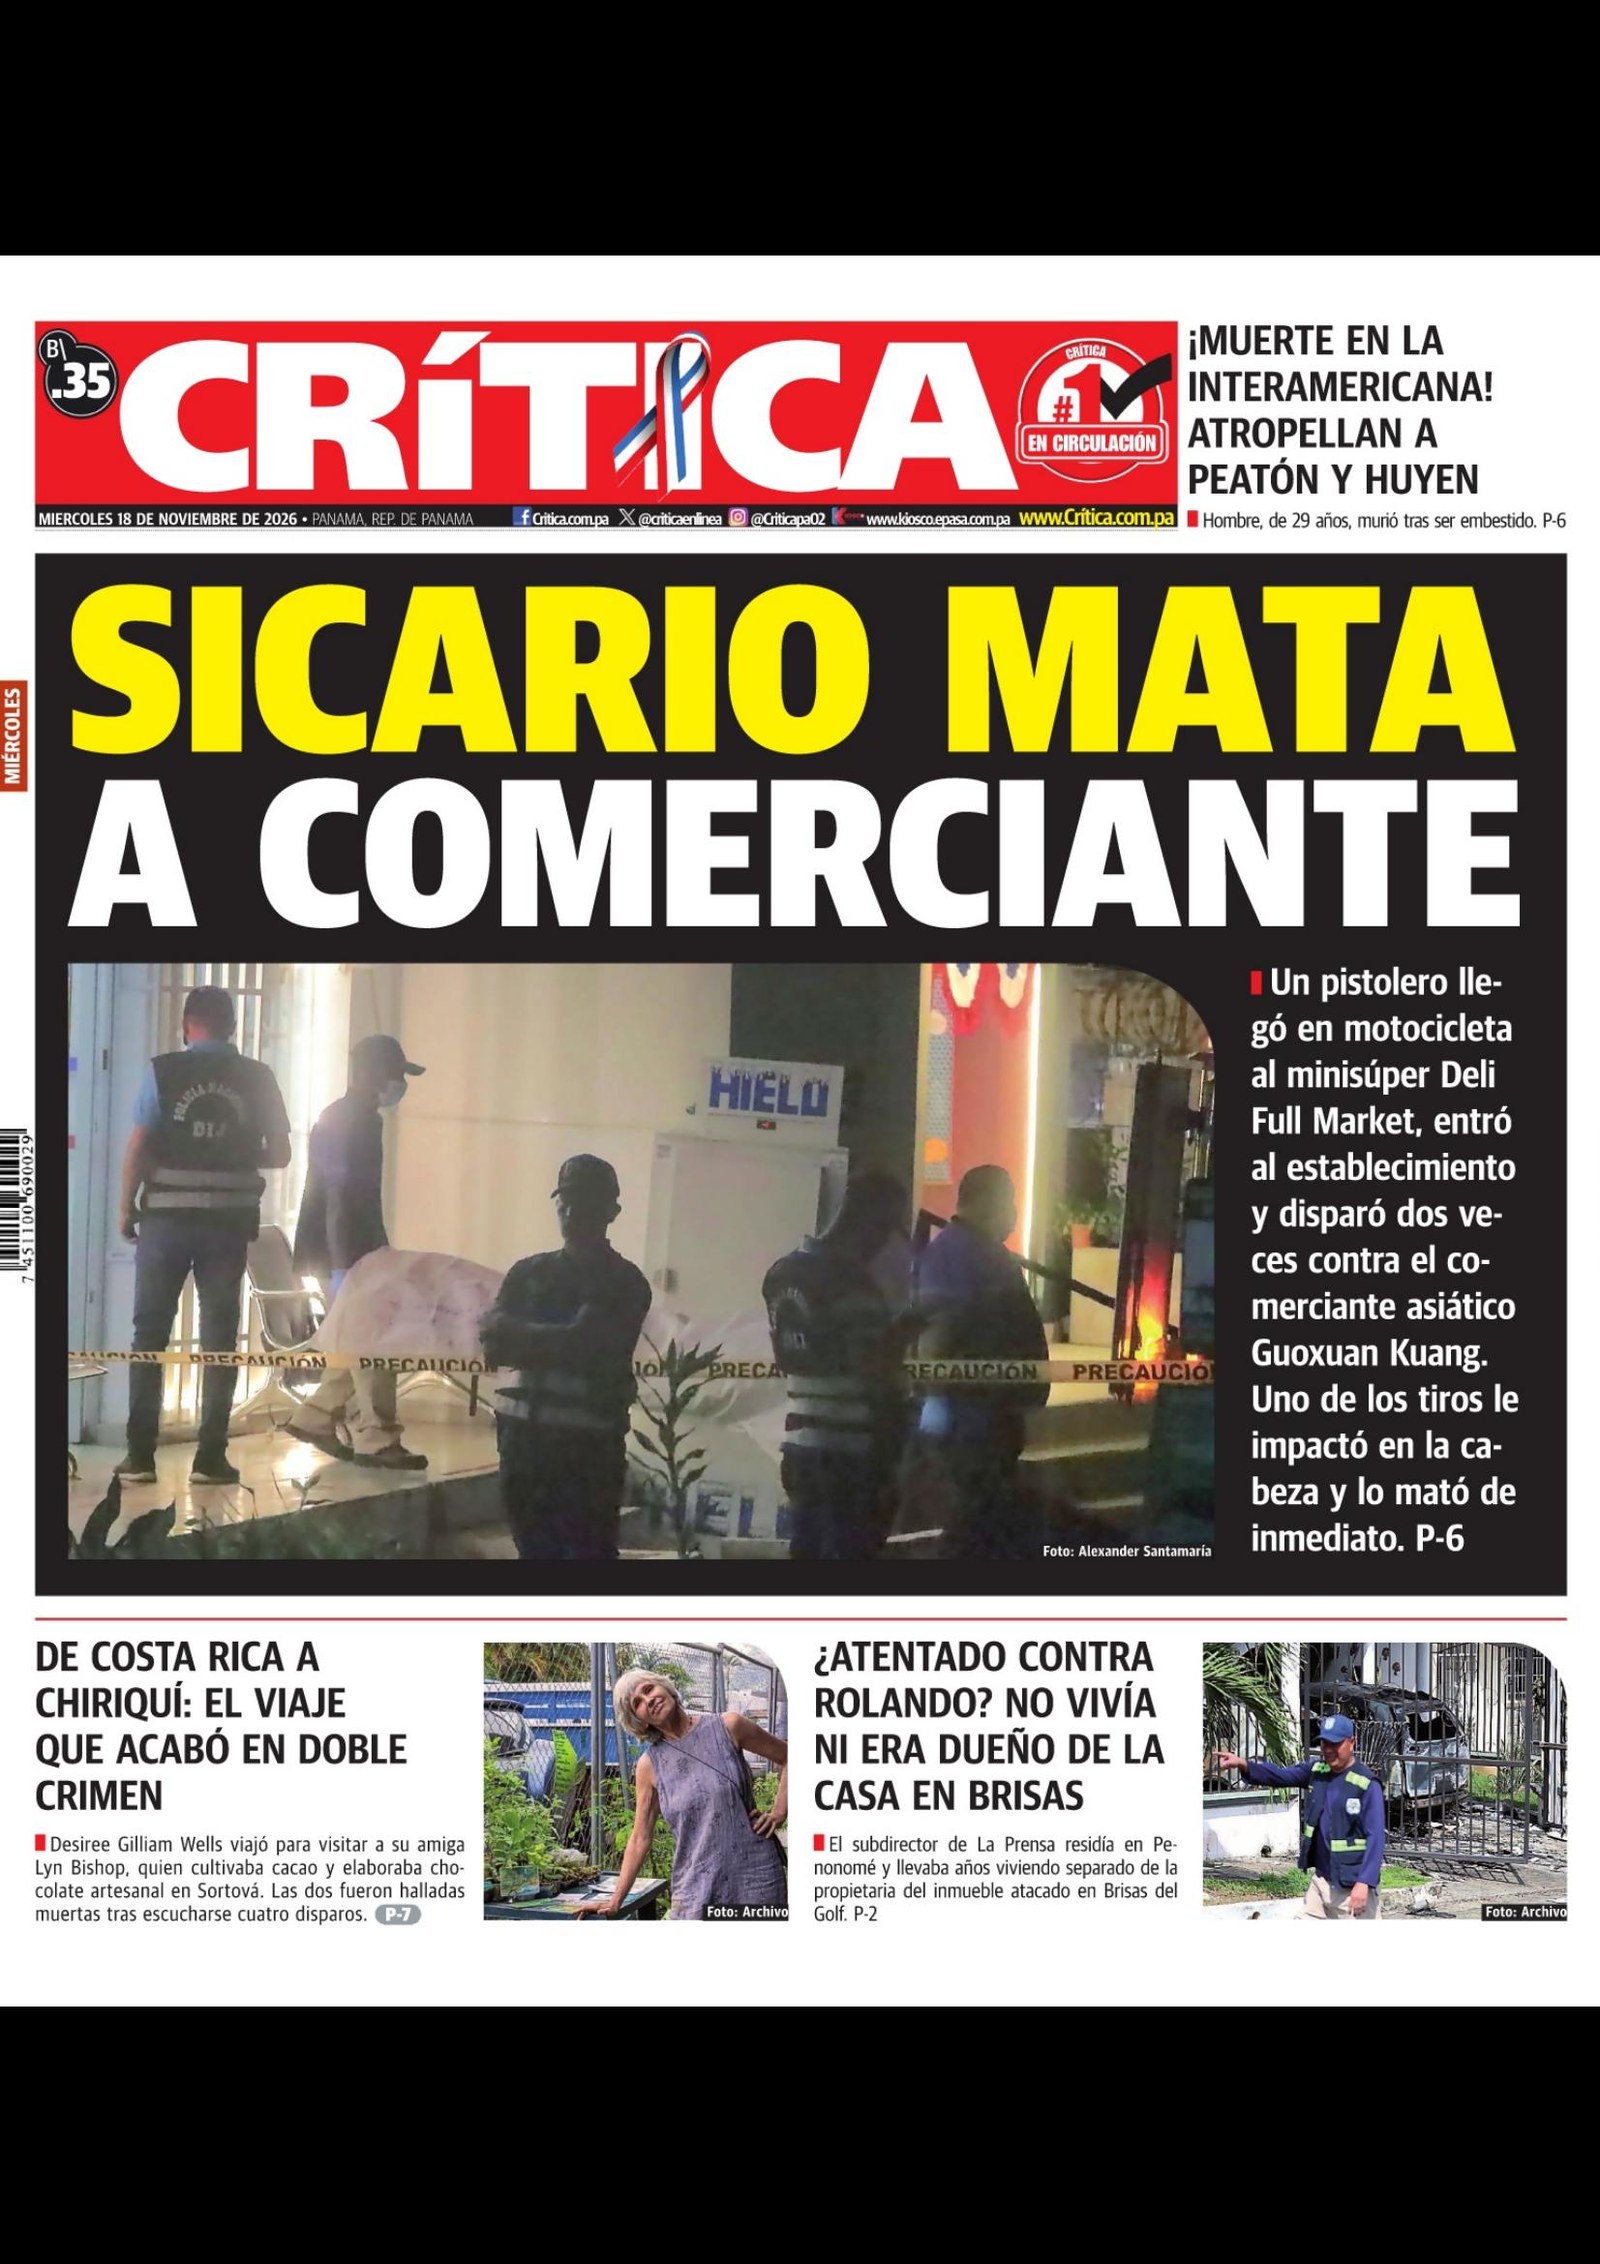 B\
.35
CRÍTICA
CRÍTICA
#1
EN CIRCULACIÓN
MIERCOLES 18 DE NOVIEMBRE DE 2026 • PANAMA, REP. DE PANAMA
Critica.com.pa @criticaenlinea @Criticapa02 www.kiosco.epasa.com.pa www.Crítica.com.pa
¡MUERTE EN LA
INTERAMERICANA!
ATROPELLAN A
PEATÓN Y HUYEN
Hombre, de 29 años, murió tras ser embestido. P-6
MIÉRCOLES
7 451100 690029
SICARIO MATA
A COMERCIANTE
POLICIA
DIJ
HIELO
PRECAUCIÓN PRECAUCIÓN PRECA RECAUCIÓN PRECAUCIÓ
Foto: Alexander Santamaría
Un pistolero lle-
gó en motocicleta
al minisúper Deli
Full Market, entró
al establecimiento
y disparó dos ve-
ces contra el co-
merciante asiático
Guoxuan Kuang.
Uno de los tiros le
impactó en la ca-
beza y lo mató de
inmediato. P-6
DE COSTA RICA A
CHIRIQUÍ: EL VIAJE
QUE ACABÓ EN DOBLE
CRIMEN
Desiree Gilliam Wells viajó para visitar a su amiga
Lyn Bishop, quien cultivaba cacao y elaboraba cho-
colate artesanal en Sortová. Las dos fueron halladas
muertas tras escucharse cuatro disparos. P-7
Foto: Archivo
¿ATENTADO CONTRA
ROLANDO? NO VIVÍA
NI ERA DUEÑO DE LA
CASA EN BRISAS
El subdirector de La Prensa residía en Pe-
nonomé y llevaba años viviendo separado de la
propietaria del inmueble atacado en Brisas del
Golf. P-2
Foto: Archivo